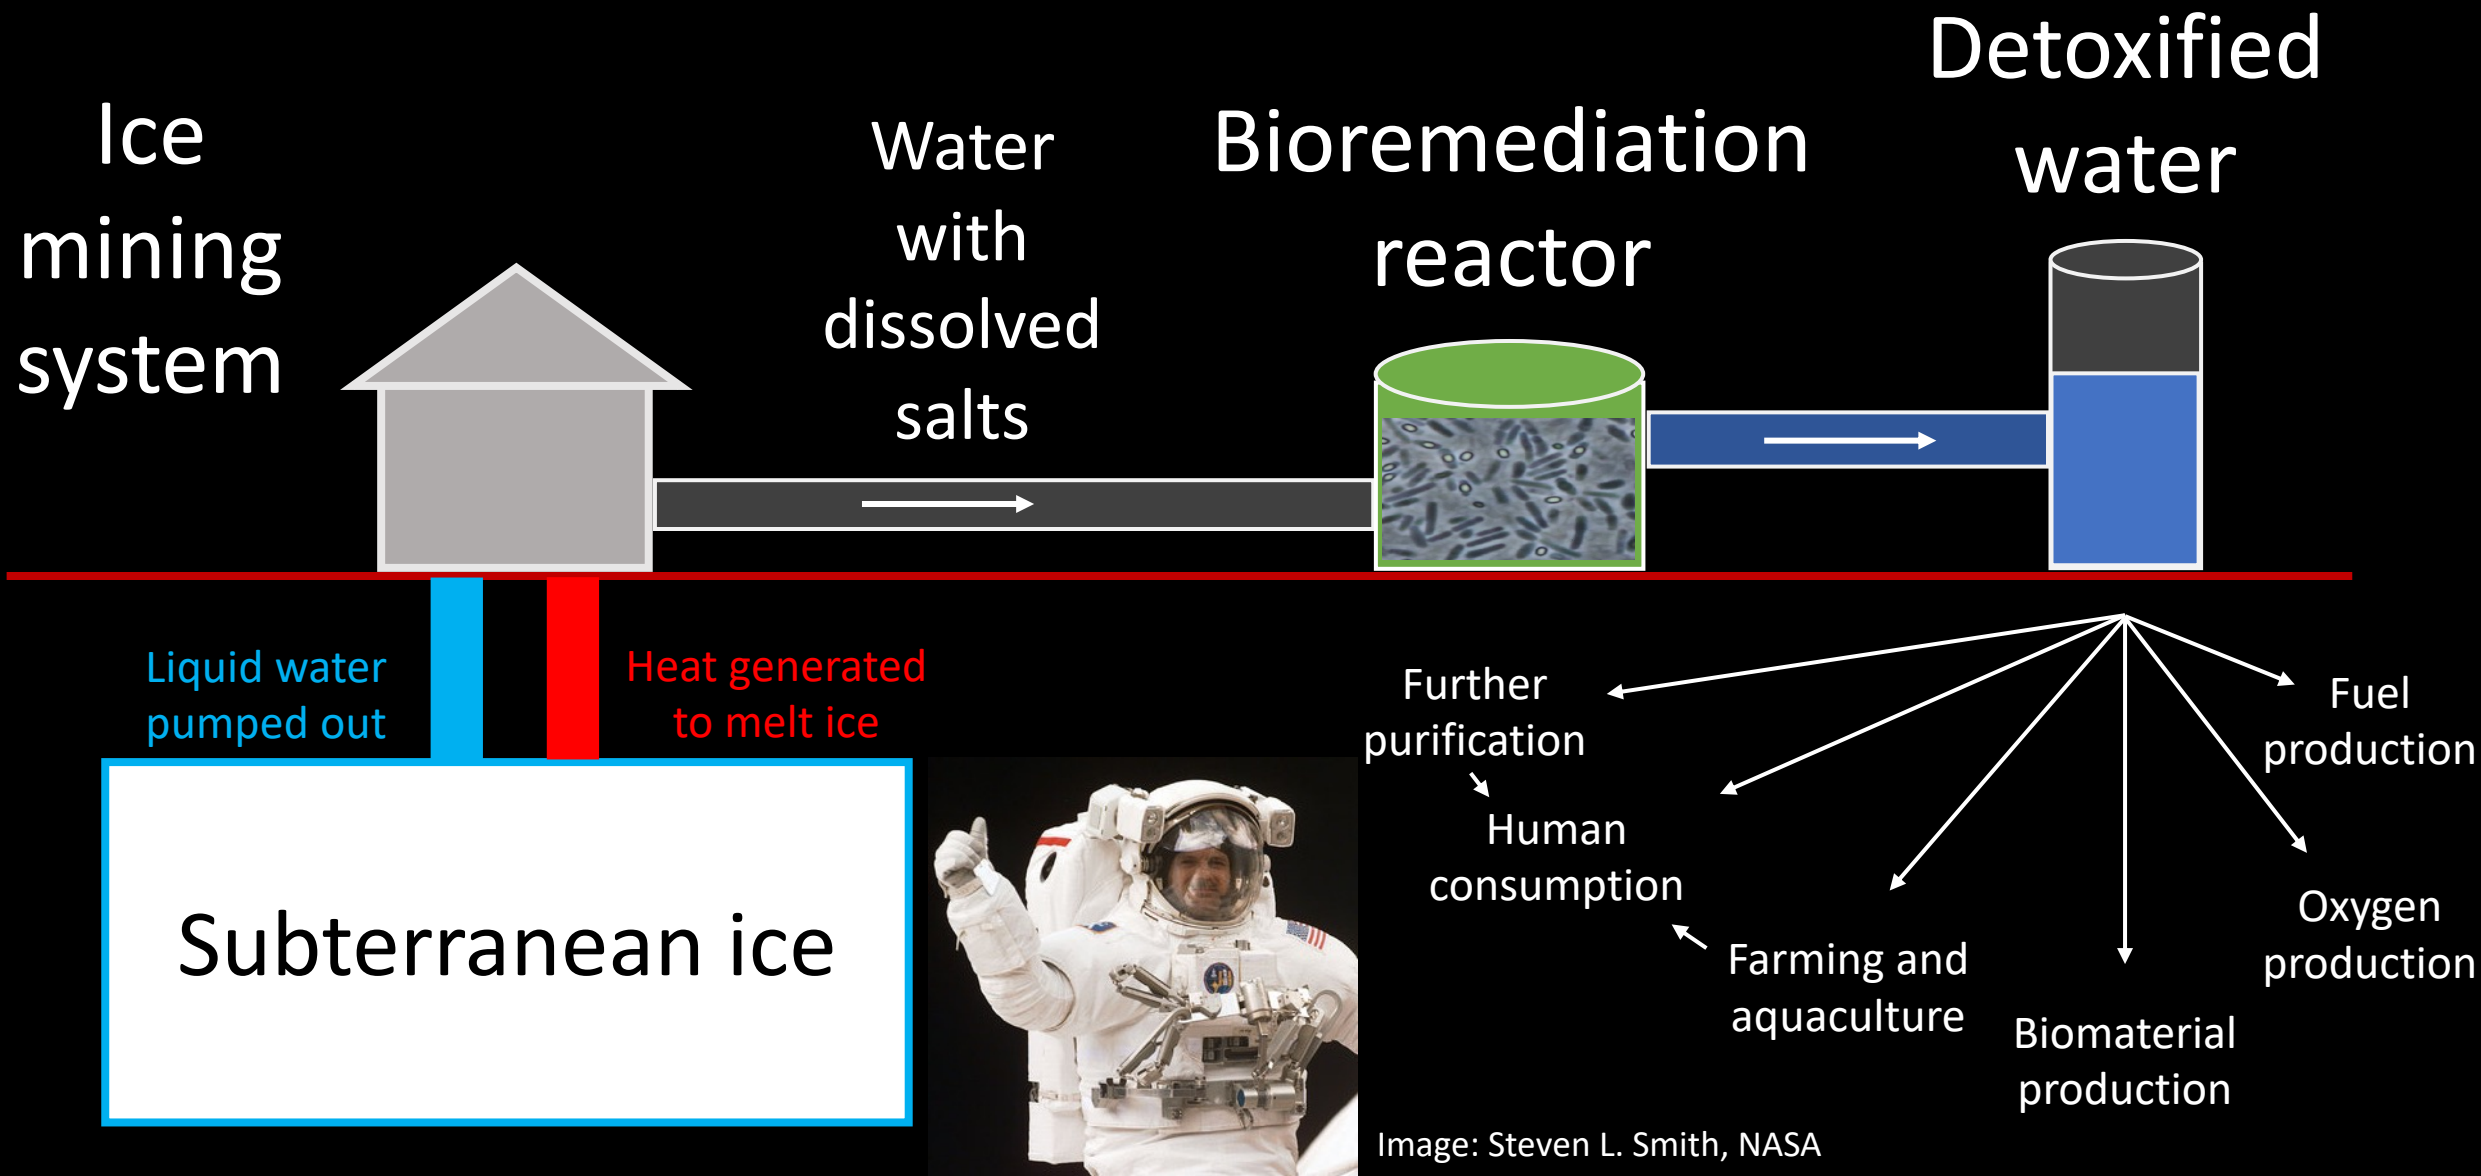 Ice
mining
system
Water
with
dissolved
salts
Bioremediation
reactor
Detoxified
water
Liquid water
pumped out
Heat generated
to melt ice
Subterranean ice
Further
purification
Human
consumption
Farming and
aquaculture
Biomaterial
production
Oxygen
production
Fuel
production
Image: Steven L. Smith, NASA